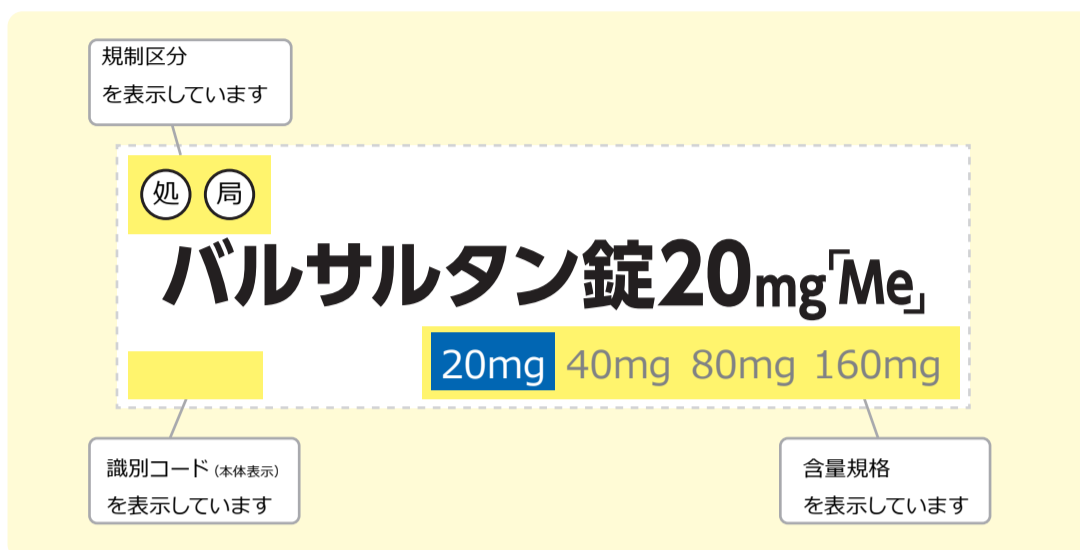 規制区分
を表示しています
処 局
バルサルタン錠20mg「Me」
20mg 40mg 80mg 160mg
識別コード(本体表示)
を表示しています
含量規格
を表示しています